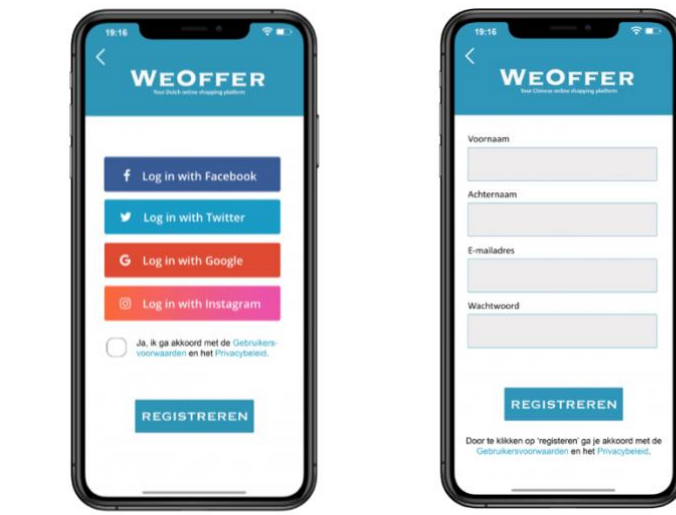 19:16
WEOFFER
Your Dutch online shopping platform
Log in with Facebook
Log in with Twitter
Log in with Google
Log in with Instagram
Ja, ik ga akkoord met de Gebruikers-
voorwaarden en het Privacybeleid.
REGISTREREN
19:16
WEOFFER
Your Chinese online shopping platform
Voornaam
Achternaam
E-mailadres
Wachtwoord
REGISTREREN
Door te klikken op 'registeren' ga je akkoord met de
Gebruikersvoorwaarden en het Privacybeleid.